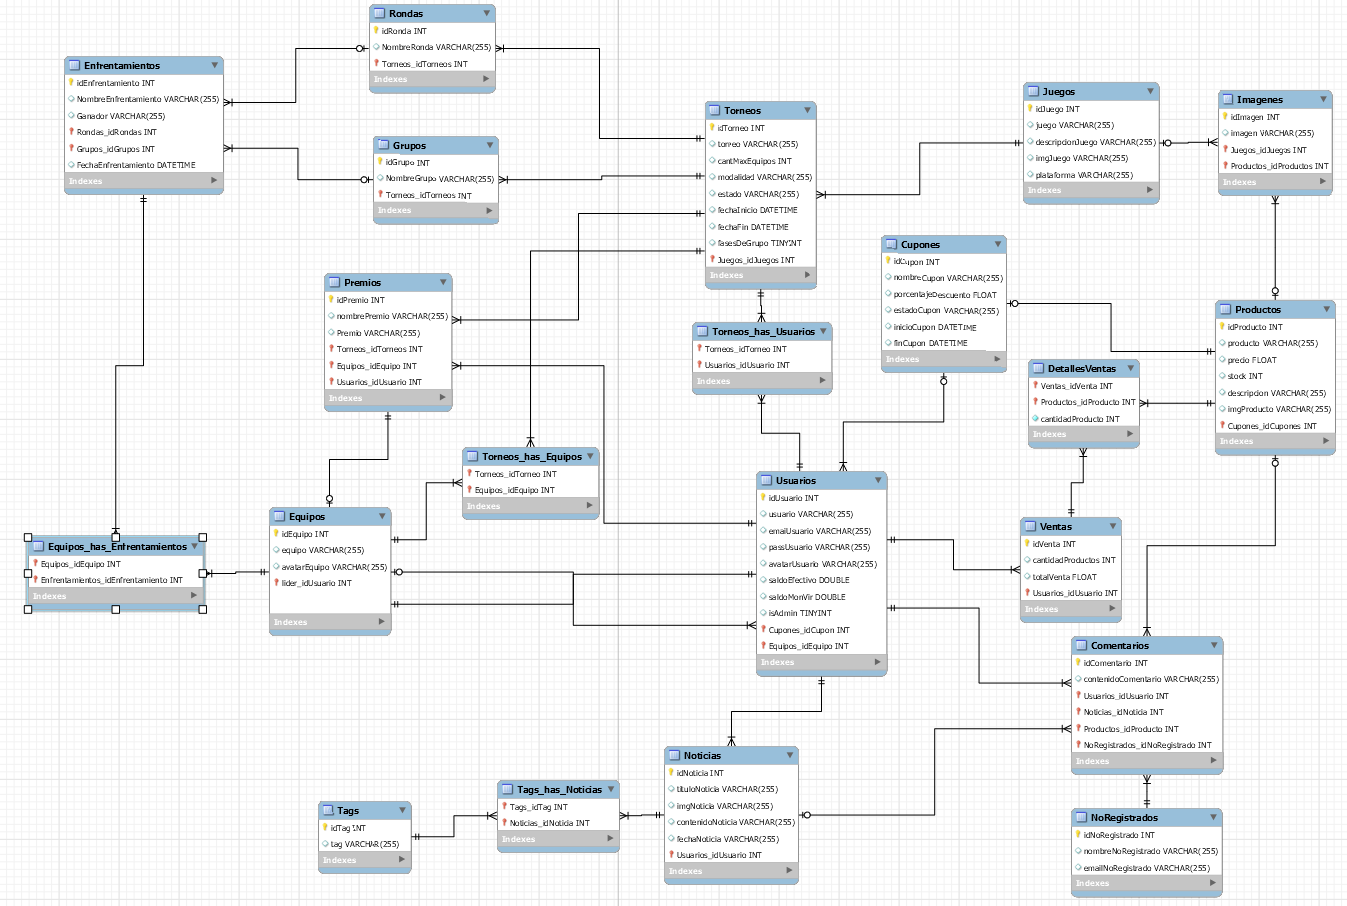 Rondas
idRonda INT
NombreRonda VARCHAR(255)
Torneos_idTorneos INT
Indexes
Enfrentamientos
idEnfrentamiento INT
NombreEnfrentamiento VARCHAR(255)
Ganador VARCHAR(255)
Rondas_idRondas INT
Grupos_idGrupos INT
FechaEnfrentamiento DATETIME
Indexes
Grupos
idGrupo INT
NombreGrupo VARCHAR(255)
Torneos_idTorneos INT
Indexes
Torneos
idTorneo INT
torneo VARCHAR(255)
cantMaxEquipos INT
modalidad VARCHAR(255)
estado VARCHAR(255)
fechaInicio DATETIME
fechaFin DATETIME
fasesDeGrupo TINYINT
Juegos_idJuegos INT
Indexes
Juegos
idJuego INT
juego VARCHAR(255)
descripcionJuego VARCHAR(255)
imgJuego VARCHAR(255)
plataforma VARCHAR(255)
Indexes
Imagenes
idImagen INT
imagen VARCHAR(255)
Juegos_idJuegos INT
Productos_idProductos INT
Indexes
Cupones
idCupon INT
nombreCupon VARCHAR(255)
porcentajeDescuento FLOAT
estadoCupon VARCHAR(255)
inicioCupon DATETIME
finCupon DATETIME
Indexes
Premios
idPremio INT
nombrePremio VARCHAR(255)
Premio VARCHAR(255)
Torneos_idTorneos INT
Equipos_idEquipo INT
Usuarios_idUsuario INT
Indexes
Torneos_has_Usuarios
Torneos_idTorneo INT
Usuarios_idUsuario INT
Indexes
Productos
idProducto INT
producto VARCHAR(255)
precio FLOAT
stock INT
descripcion VARCHAR(255)
imgProducto VARCHAR(255)
Cupones_idCupones INT
Indexes
DetallesVentas
Ventas_idVenta INT
Productos_idProducto INT
cantidadProducto INT
Indexes
Torneos_has_Equipos
Torneos_idTorneo INT
Equipos_idEquipo INT
Indexes
Equipos_has_Enfrentamientos
Equipos_idEquipo INT
Enfrentamientos_idEnfrentamiento INT
Indexes
Equipos
idEquipo INT
equipo VARCHAR(255)
avatarEquipo VARCHAR(255)
lider_idUsuario INT
Indexes
Usuarios
idUsuario INT
usuario VARCHAR(255)
emailUsuario VARCHAR(255)
passUsuario VARCHAR(255)
avatarUsuario VARCHAR(255)
saldoEfectivo DOUBLE
saldoMonVir DOUBLE
isAdmin TINYINT
Cupones_idCupon INT
Equipos_idEquipo INT
Indexes
Ventas
idVenta INT
cantidadProductos INT
totalVenta FLOAT
Usuarios_idUsuario INT
Indexes
Comentarios
idComentario INT
contenidoComentario VARCHAR(255)
Usuarios_idUsuario INT
Noticias_idNoticia INT
Productos_idProducto INT
NoRegistrados_idNoRegistrado INT
Indexes
Noticias
idNoticia INT
tituloNoticia VARCHAR(255)
imgNoticia VARCHAR(255)
contenidoNoticia VARCHAR(255)
fechaNoticia VARCHAR(255)
Usuarios_idUsuario INT
Indexes
Tags_has_Noticias
Tags_idTag INT
Noticias_idNoticia INT
Indexes
Tags
idTag INT
tag VARCHAR(255)
Indexes
NoRegistrados
idNoRegistrado INT
nombreNoRegistrado VARCHAR(255)
emailNoRegistrado VARCHAR(255)
Indexes